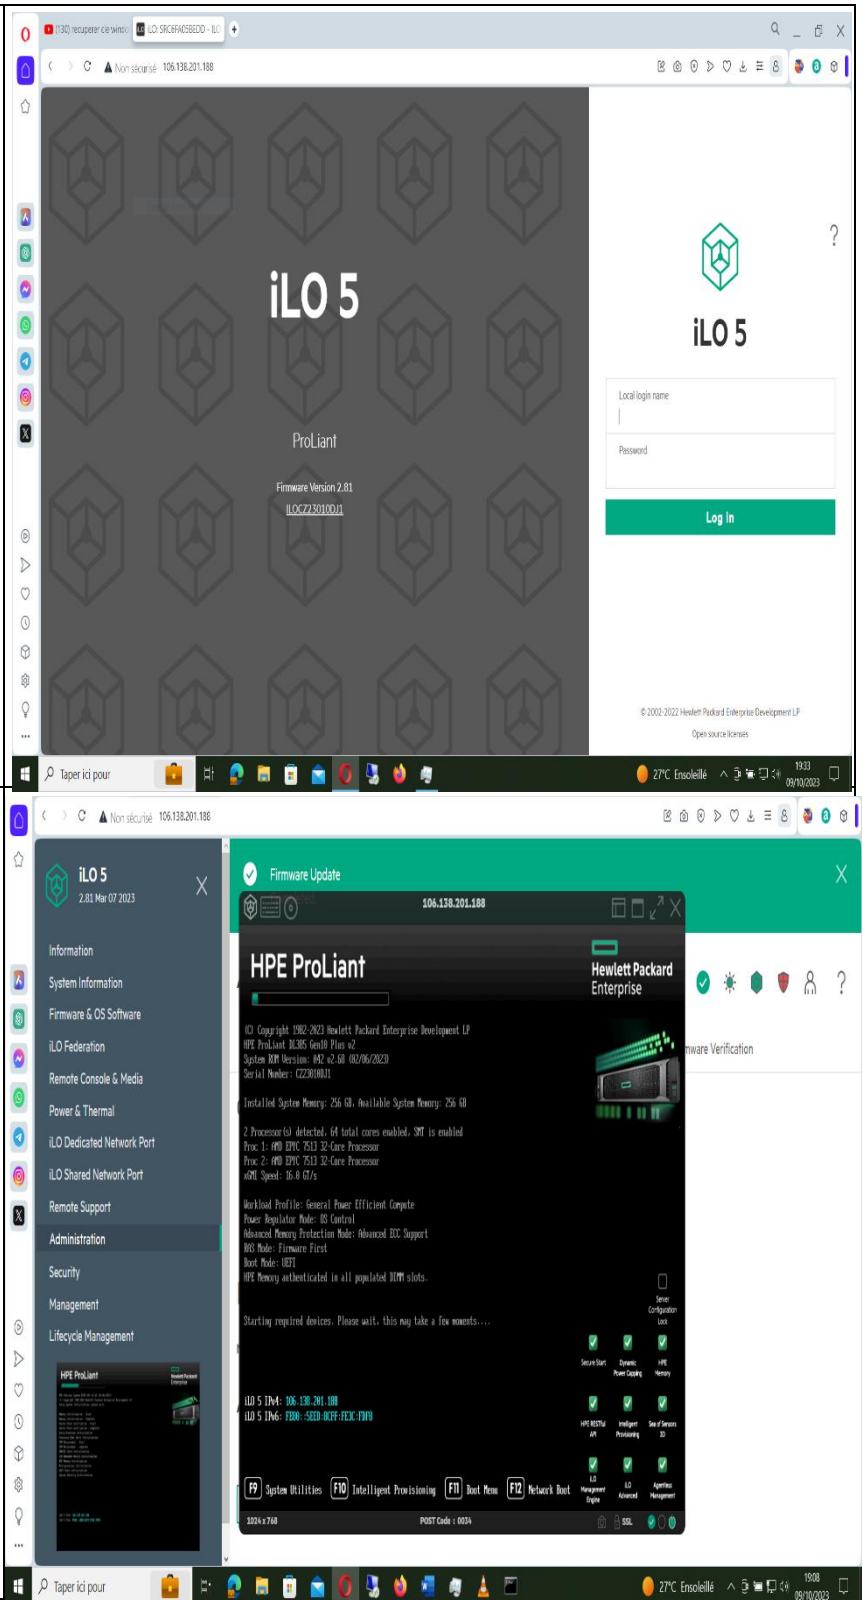 (130) recuperer cle windo
iLO: SRC6FA05BEDD - ILO
Non sécurisé 106.138.201.188
iLO 5
ProLiant
Firmware Version 2.81
ILOCZ23010DJ1
?
iLO 5
Local login name
Password
Log In
© 2002-2022 Hewlett Packard Enterprise Development LP
Open source licenses
Taper ici pour
27°C Ensoleillé
19:33
09/10/2023
Non sécurisé 106.138.201.188
iLO 5
2.81 Mar 07 2023
Information
System Information
Firmware & OS Software
iLO Federation
Remote Console & Media
Power & Thermal
iLO Dedicated Network Port
iLO Shared Network Port
Remote Support
Administration
Security
Management
Lifecycle Management
HPE ProLiant
Firmware Update
106.138.201.188
HPE ProLiant
Hewlett Packard
Enterprise
(C) Copyright 1982-2023 Hewlett Packard Enterprise Development LP
HPE ProLiant DL385 Gen10 Plus v2
System ROM Version: A42 v2.68 (02/06/2023)
Serial Number: CZ23010DJ1
Installed System Memory: 256 GB, Available System Memory: 256 GB
2 Processor(s) detected, 64 total cores enabled, SMT is enabled
Proc 1: AMD EPYC 7513 32-Core Processor
Proc 2: AMD EPYC 7513 32-Core Processor
xGMI Speed: 16.0 GT/s
Workload Profile: General Power Efficient Compute
Power Regulator Mode: OS Control
Advanced Memory Protection Mode: Advanced ECC Support
RAS Mode: Firmware First
Boot Mode: UEFI
HPE Memory authenticated in all populated DIMM slots.
Starting required devices. Please wait, this may take a few moments....
Server
Configuration
Lock
Secure Start
Dynamic
Power Capping
HPE
Memory
iLO 5 IPv4: 106.138.201.188
iLO 5 IPv6:
HPE RESTful
API
Intelligent
Provisioning
Sea of Sensors
3D
iLO
Management
Engine
iLO
Advanced
Agentless
Management
F9 System Utilities F10 Intelligent Provisioning F11 Boot Menu F12 Network Boot
1024 x 768
POST Code : 0034
SSL
mware Verification
?
Taper ici pour
27°C Ensoleillé
19:08
09/10/2023